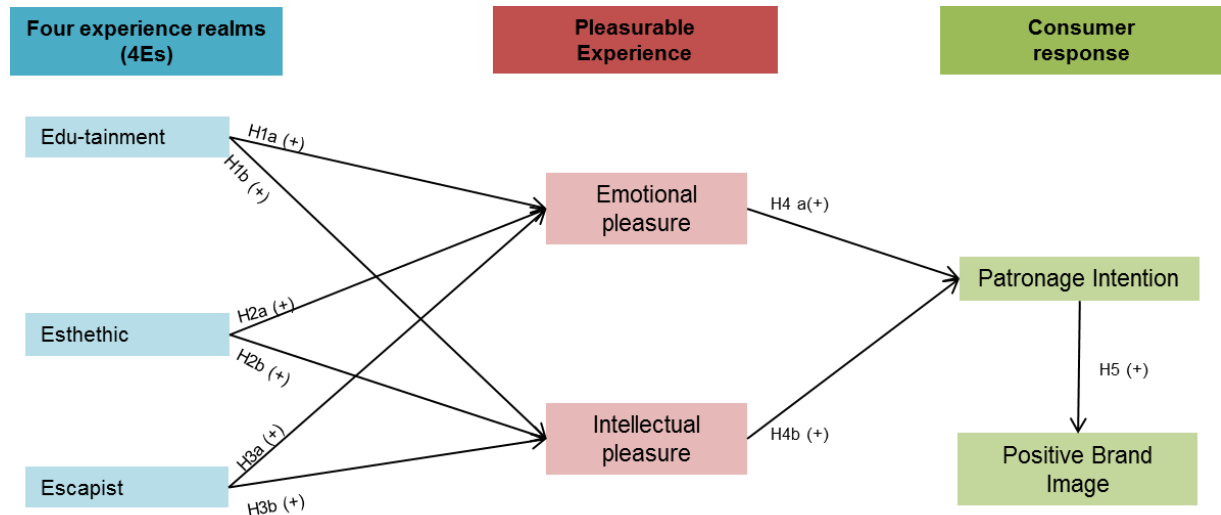 Four experience realms
(4Es)
Pleasurable
Experience
Consumer
response
Edu-tainment
H1a (+)
H1b (+)
Emotional
pleasure
H4 a(+)
Patronage Intention
Esthethic
H2a (+)
H2b (+)
H5 (+)
Intellectual
pleasure
H4b (+)
Positive Brand
Image
Escapist
H3a (+)
H3b (+)